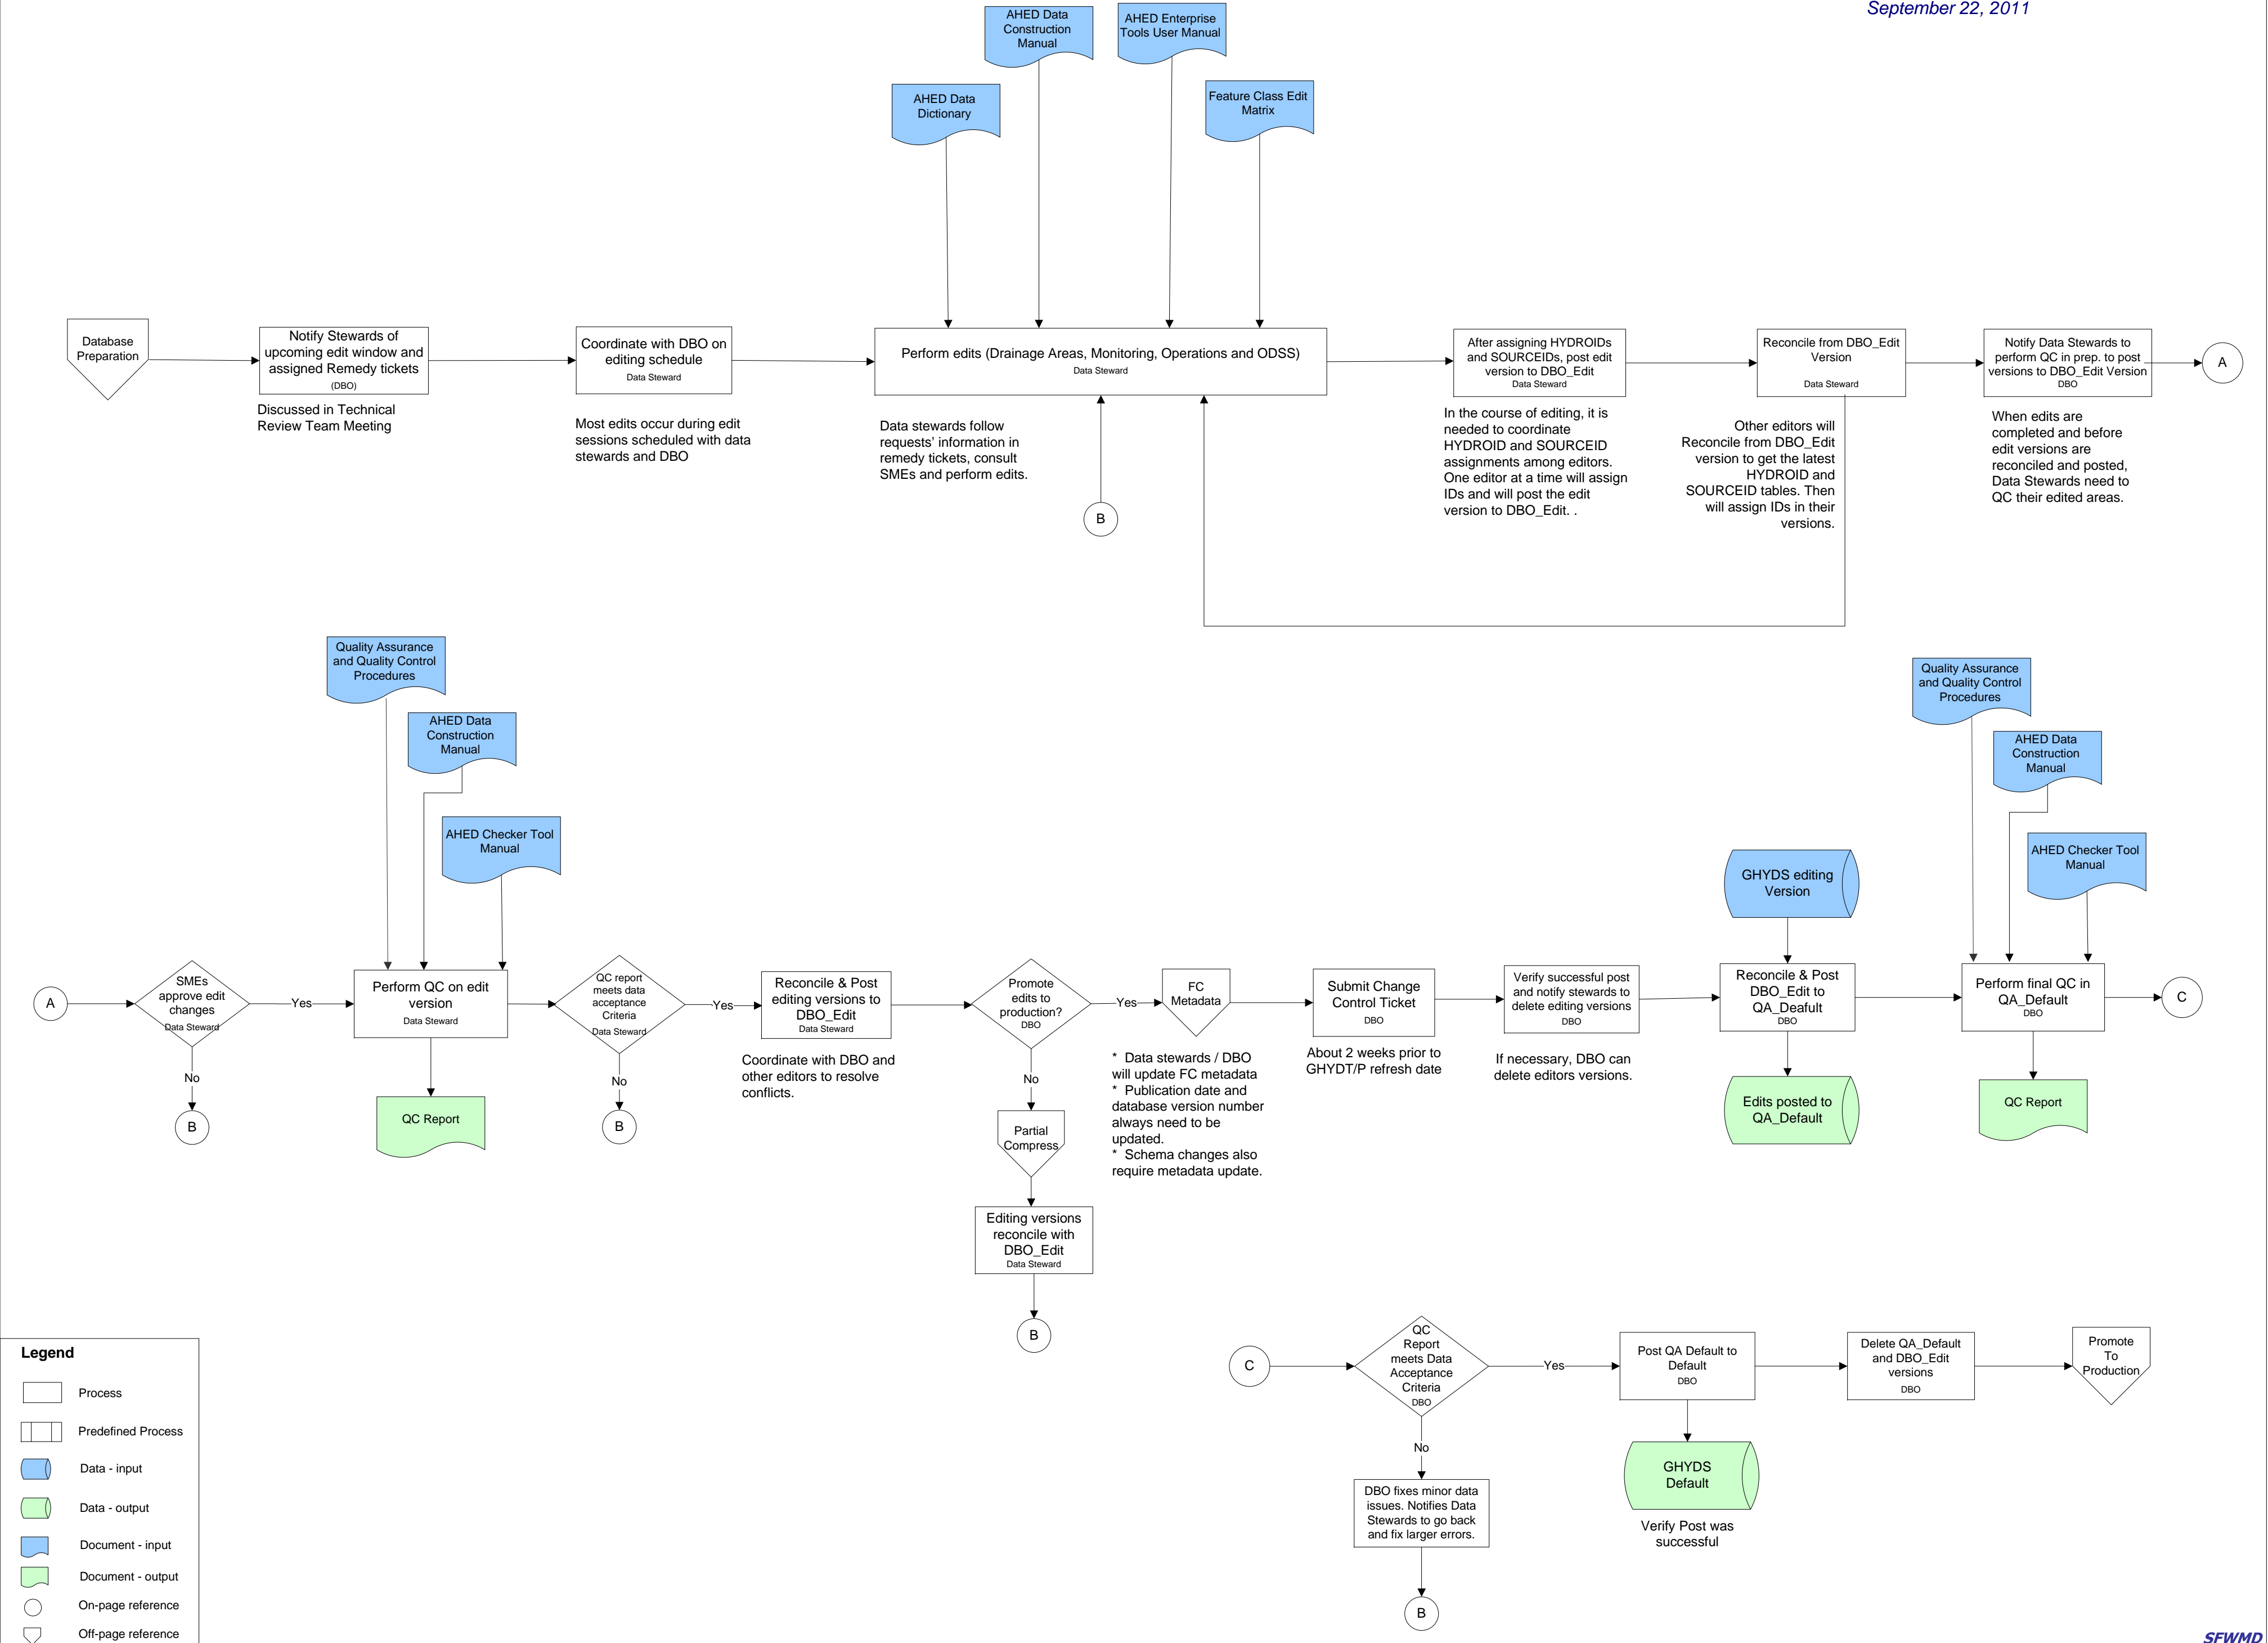 September 22, 2011
AHED Data
Construction
Manual
AHED Enterprise
Tools User Manual
AHED Data
Dictionary
Feature Class Edit
Matrix
Database
Preparation
Notify Stewards of
upcoming edit window and
assigned Remedy tickets
(DBO)
Discussed in Technical
Review Team Meeting
Coordinate with DBO on
editing schedule
Data Steward
Most edits occur during edit
sessions scheduled with data
stewards and DBO
Perform edits (Drainage Areas, Monitoring, Operations and ODSS)
Data Steward
Data stewards follow
requests' information in
remedy tickets, consult
SMEs and perform edits.
B
After assigning HYDROIDs
and SOURCEIDs, post edit
version to DBO_Edit
Data Steward
In the course of editing, it is
needed to coordinate
HYDROID and SOURCEID
assignments among editors.
One editor at a time will assign
IDs and will post the edit
version to DBO_Edit. .
Reconcile from DBO_Edit
Version
Data Steward
Other editors will
Reconcile from DBO_Edit
version to get the latest
HYDROID and
SOURCEID tables. Then
will assign IDs in their
versions.
Notify Data Stewards to
perform QC in prep. to post
versions to DBO_Edit Version
DBO
When edits are
completed and before
edit versions are
reconciled and posted,
Data Stewards need to
QC their edited areas.
A
Quality Assurance
and Quality Control
Procedures
AHED Data
Construction
Manual
AHED Checker Tool
Manual
Quality Assurance
and Quality Control
Procedures
AHED Data
Construction
Manual
AHED Checker Tool
Manual
GHYDS editing
Version
A
SMEs
approve edit
changes
Data Steward
Yes
No
B
Perform QC on edit
version
Data Steward
QC Report
QC report
meets data
acceptance
Criteria
Data Steward
Yes
No
B
Reconcile & Post
editing versions to
DBO_Edit
Data Steward
Coordinate with DBO and
other editors to resolve
conflicts.
Promote
edits to
production?
DBO
Yes
No
Partial
Compress
Editing versions
reconcile with
DBO_Edit
Data Steward
B
FC
Metadata
* Data stewards / DBO
will update FC metadata
* Publication date and
database version number
always need to be
updated.
* Schema changes also
require metadata update.
Submit Change
Control Ticket
DBO
About 2 weeks prior to
GHYDT/P refresh date
Verify successful post
and notify stewards to
delete editing versions
DBO
If necessary, DBO can
delete editors versions.
Reconcile & Post
DBO_Edit to
QA_Deafult
DBO
Edits posted to
QA_Default
Perform final QC in
QA_Default
DBO
QC Report
C
C
QC
Report
meets Data
Acceptance
Criteria
DBO
Yes
No
DBO fixes minor data
issues. Notifies Data
Stewards to go back
and fix larger errors.
B
Post QA Default to
Default
DBO
GHYDS
Default
Verify Post was
successful
Delete QA_Default
and DBO_Edit
versions
DBO
Promote
To
Production
Legend
Process
Predefined Process
Data - input
Data - output
Document - input
Document - output
On-page reference
Off-page reference
SFWMD